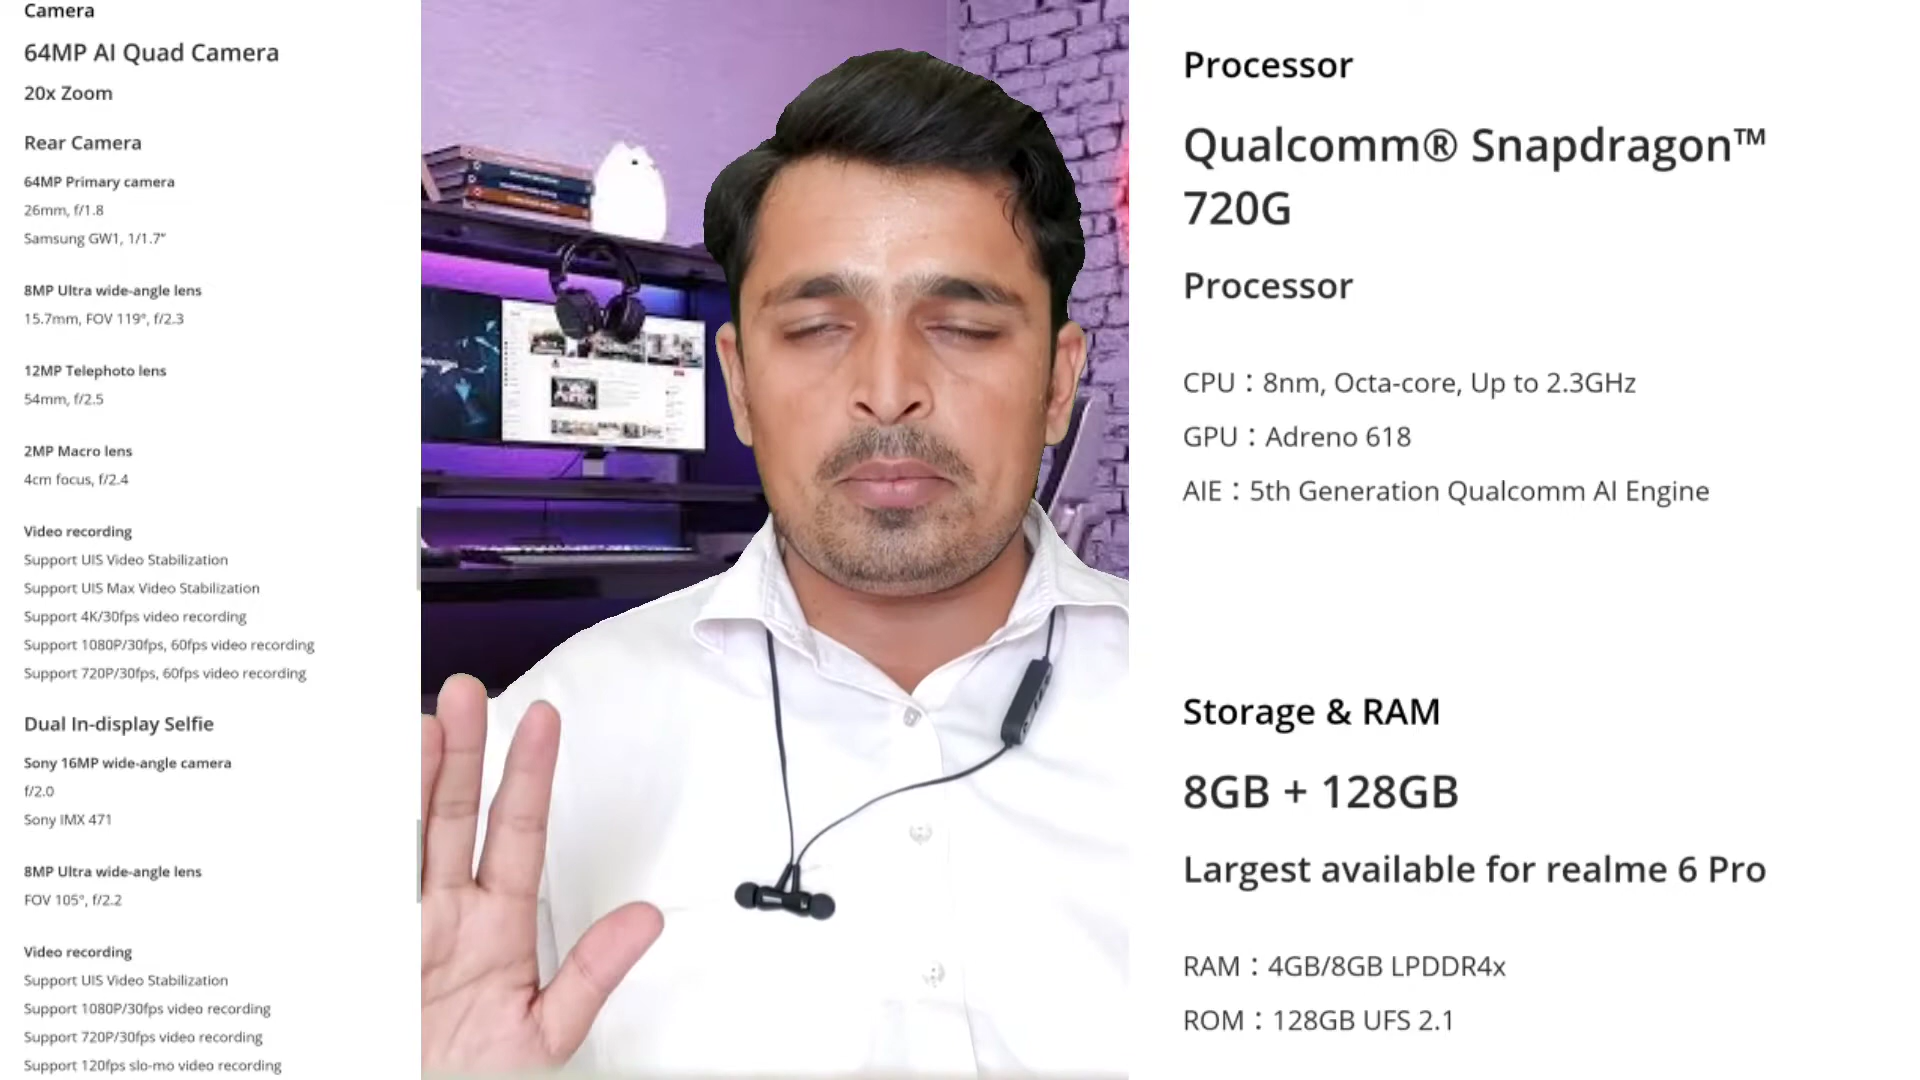 Camera
64MP AI Quad Camera
20x Zoom
Rear Camera
64MP Primary camera
26mm, f/1.8
Samsung GW1, 1/1.7"
8MP Ultra wide-angle lens
15.7mm, FOV 119°, f/2.3
12MP Telephoto lens
54mm, f/2.5
2MP Macro lens
4cm focus, f/2.4
Video recording
Support UIS Video Stabilization
Support UIS Max Video Stabilization
Support 4K/30fps video recording
Support 1080P/30fps, 60fps video recording
Support 720P/30fps, 60fps video recording
Dual In-display Selfie
Sony 16MP wide-angle camera
f/2.0
Sony IMX 471
8MP Ultra wide-angle lens
FOV 105°, f/2.2
Video recording
Support UIS Video Stabilization
Support 1080P/30fps video recording
Support 720P/30fps video recording
Support 120fps slo-mo video recording
Processor
Qualcomm® Snapdragon™
720G
Processor
CPU：8nm, Octa-core, Up to 2.3GHz
GPU：Adreno 618
AIE：5th Generation Qualcomm AI Engine
Storage & RAM
8GB + 128GB
Largest available for realme 6 Pro
RAM：4GB/8GB LPDDR4x
ROM：128GB UFS 2.1